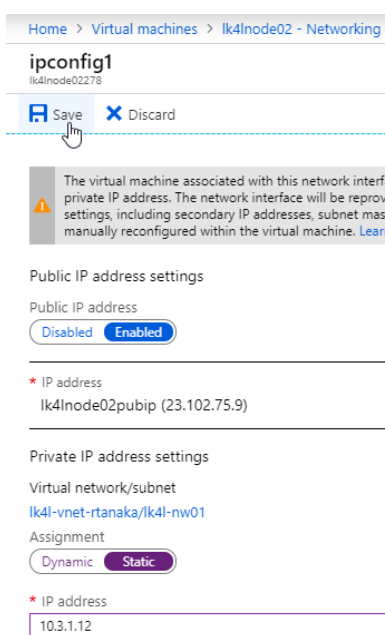 Home > Virtual machines > lk4lnode02 - Networking
ipconfig1
lk4lnode02278
Save Discard
The virtual machine associated with this network interf
private IP address. The network interface will be reprov
settings, including secondary IP addresses, subnet mas
manually reconfigured within the virtual machine. Lear
Public IP address settings
Public IP address
Disabled Enabled
* IP address
lk4lnode02pubip (23.102.75.9)
Private IP address settings
Virtual network/subnet
lk4l-vnet-rtanaka/lk4l-nw01
Assignment
Dynamic Static
* IP address
10.3.1.12